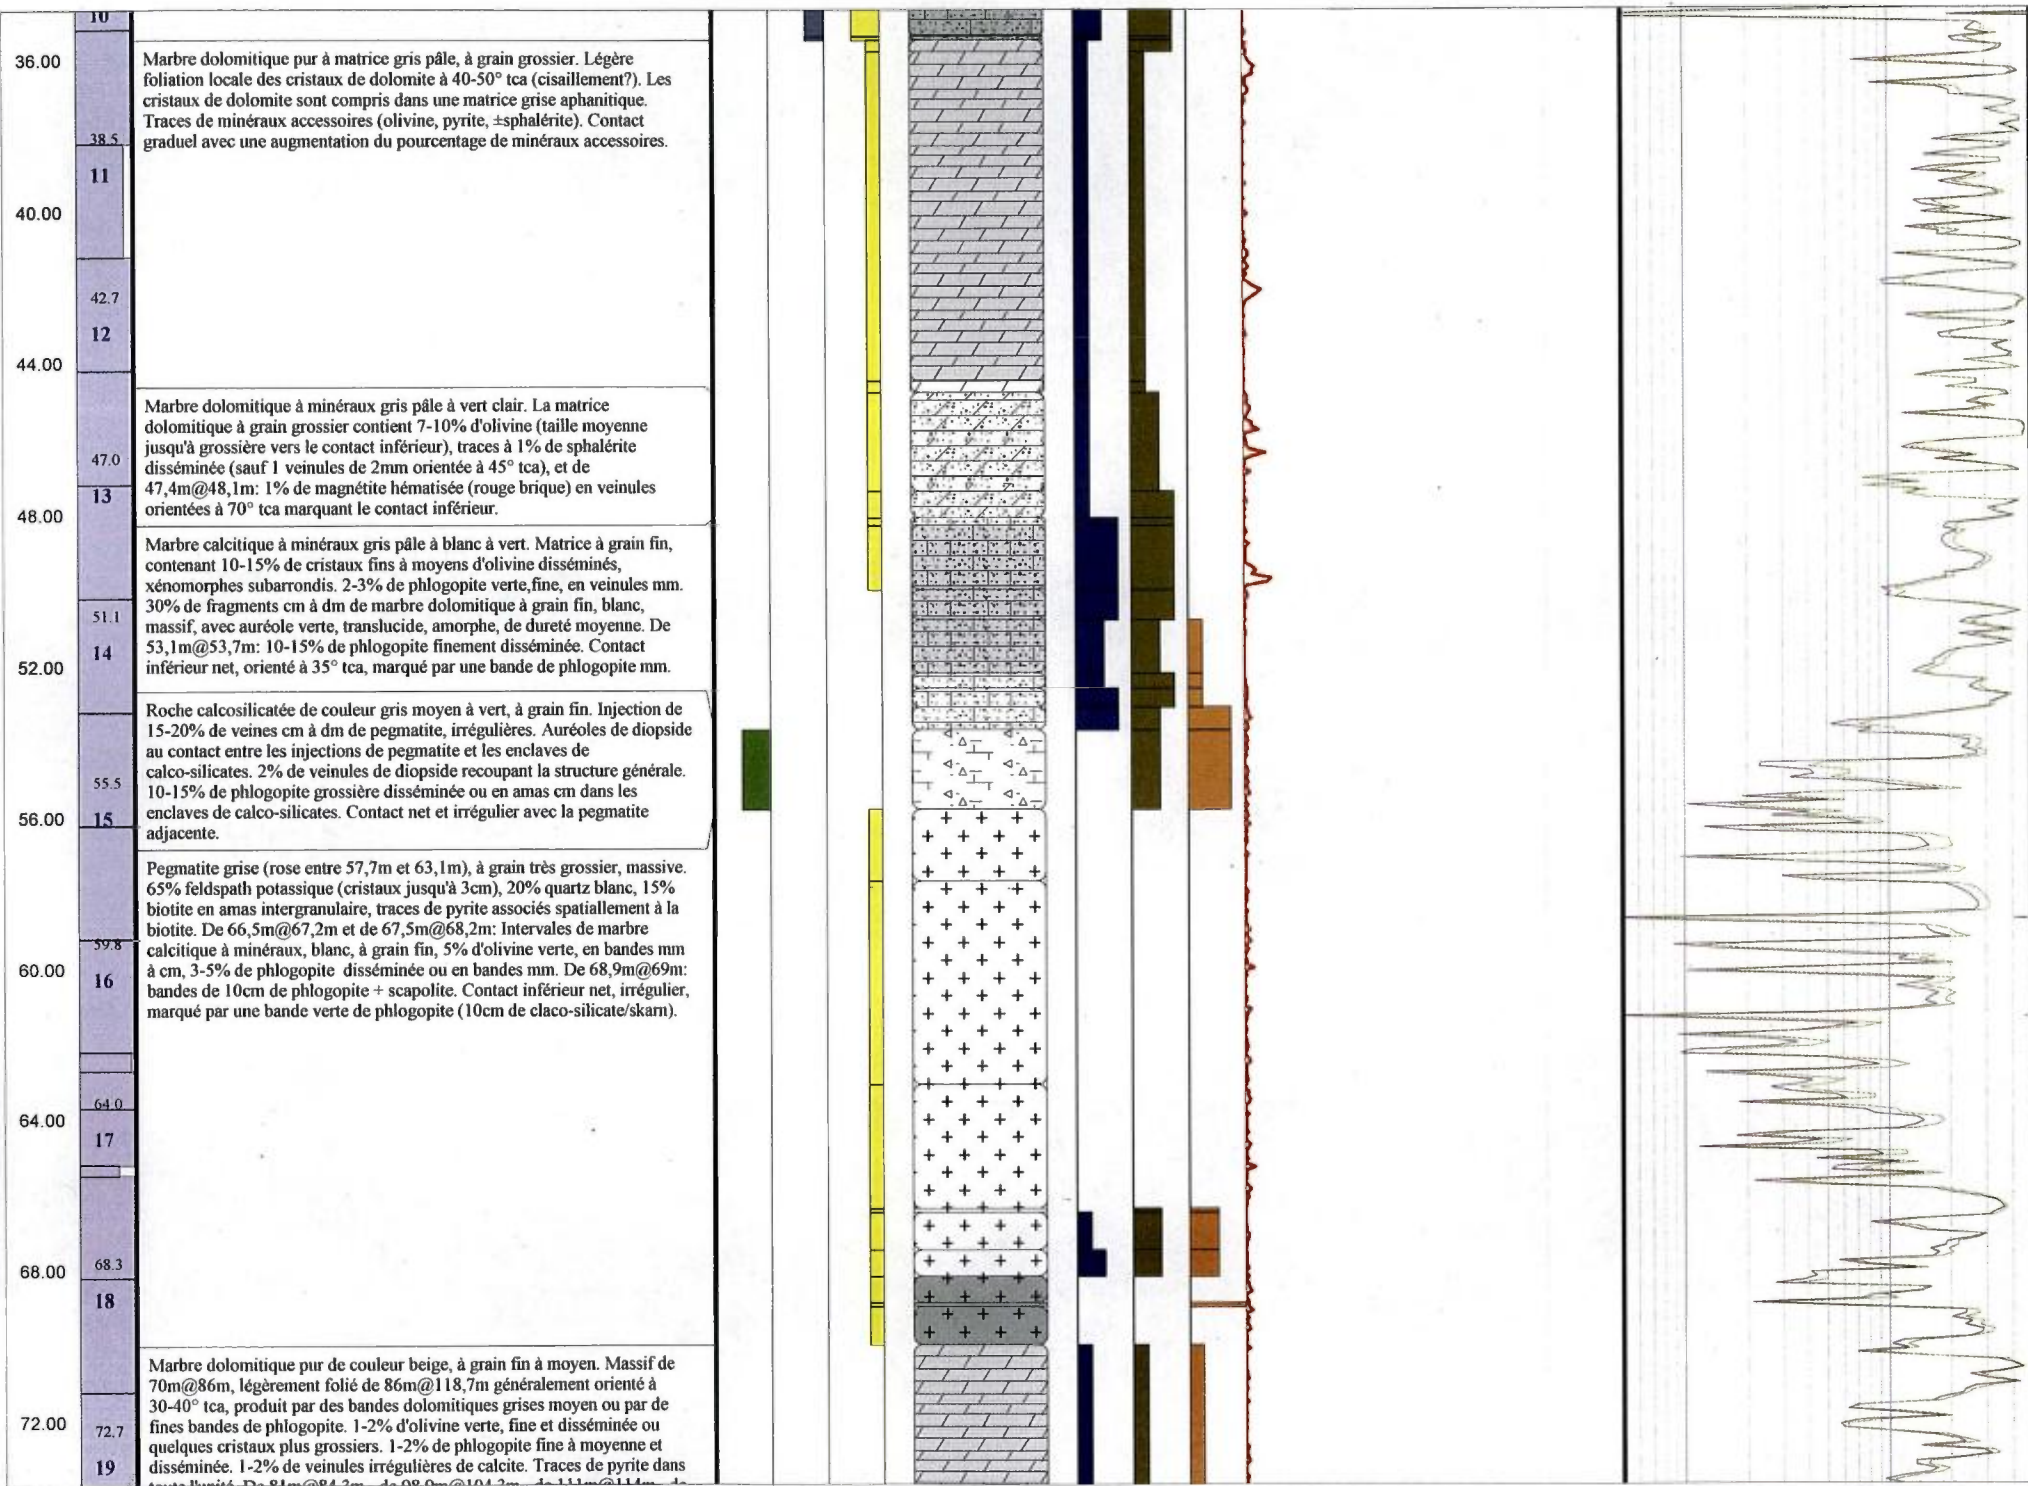 10
36.00
Marbre dolomitique pur à matrice gris pâle, à grain grossier. Légère
foliation locale des cristaux de dolomite à 40-50° tca (cisaillement?). Les
cristaux de dolomite sont compris dans une matrice grise aphanitique.
Traces de minéraux accessoires (olivine, pyrite, ±sphalérite). Contact
graduel avec une augmentation du pourcentage de minéraux accessoires.
38.5
11
40.00
42.7
12
44.00
Marbre dolomitique à minéraux gris pâle à vert clair. La matrice
dolomitique à grain grossier contient 7-10% d'olivine (taille moyenne
jusqu'à grossière vers le contact inférieur), traces à 1% de sphalérite
disséminée (sauf 1 veinules de 2mm orientée à 45° tca), et de
47,4m@48,1m: 1% de magnétite hématisée (rouge brique) en veinules
orientées à 70° tca marquant le contact inférieur.
47.0
13
48.00
Marbre calcitique à minéraux gris pâle à blanc à vert. Matrice à grain fin,
contenant 10-15% de cristaux fins à moyens d'olivine disséminés,
xénomorphes subarrondis. 2-3% de phlogopite verte,fine, en veinules mm.
30% de fragments cm à dm de marbre dolomitique à grain fin, blanc,
massif, avec auréole verte, translucide, amorphe, de dureté moyenne. De
53,1m@53,7m: 10-15% de phlogopite finement disséminée. Contact
inférieur net, orienté à 35° tca, marqué par une bande de phlogopite mm.
51.1
14
52.00
Roche calcosilicatée de couleur gris moyen à vert, à grain fin. Injection de
15-20% de veines cm à dm de pegmatite, irrégulières. Auréoles de diopside
au contact entre les injections de pegmatite et les enclaves de
calco-silicates. 2% de veinules de diopside recoupant la structure générale.
10-15% de phlogopite grossière disséminée ou en amas cm dans les
enclaves de calco-silicates. Contact net et irrégulier avec la pegmatite
adjacente.
55.5
56.00
15
Pegmatite grise (rose entre 57,7m et 63,1m), à grain très grossier, massive.
65% feldspath potassique (cristaux jusqu'à 3cm), 20% quartz blanc, 15%
biotite en amas intergranulaire, traces de pyrite associés spatialement à la
biotite. De 66,5m@67,2m et de 67,5m@68,2m: Intervales de marbre
calcitique à minéraux, blanc, à grain fin, 5% d'olivine verte, en bandes mm
à cm, 3-5% de phlogopite disséminée ou en bandes mm. De 68,9m@69m:
bandes de 10cm de phlogopite + scapolite. Contact inférieur net, irrégulier,
marqué par une bande verte de phlogopite (10cm de claco-silicate/skarn).
59.8
60.00
16
64.0
64.00
17
68.3
68.00
18
Marbre dolomitique pur de couleur beige, à grain fin à moyen. Massif de
70m@86m, légèrement folié de 86m@118,7m généralement orienté à
30-40° tca, produit par des bandes dolomitiques grises moyen ou par de
fines bandes de phlogopite. 1-2% d'olivine verte, fine et disséminée ou
quelques cristaux plus grossiers. 1-2% de phlogopite fine à moyenne et
disséminée. 1-2% de veinules irrégulières de calcite. Traces de pyrite dans
72.00
72.7
19